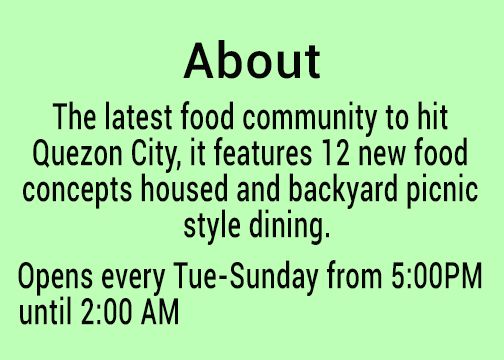 About
The latest food community to hit
Quezon City, it features 12 new food
concepts housed and backyard picnic
style dining.
Opens every Tue-Sunday from 5:00PM
until 2:00 AM